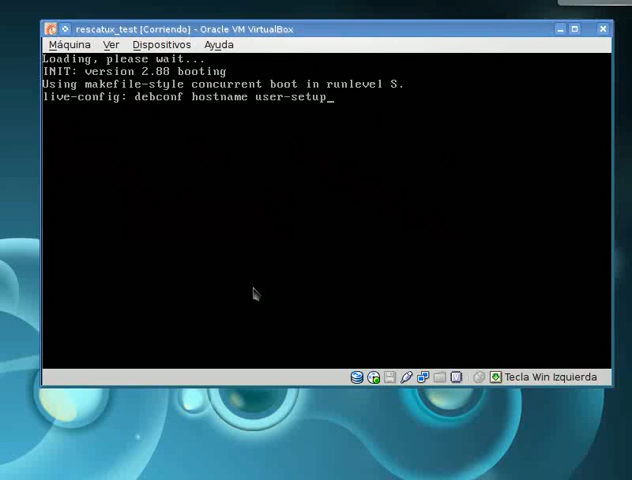 rescatux_test [Corriendo] - Oracle VM VirtualBox
Máquina Ver Dispositivos Ayuda
Loading, please wait...
INIT: version 2.88 booting
Using makefile-style concurrent boot in runlevel S.
live-config: debconf hostname user-setup_
Tecla Win Izquierda